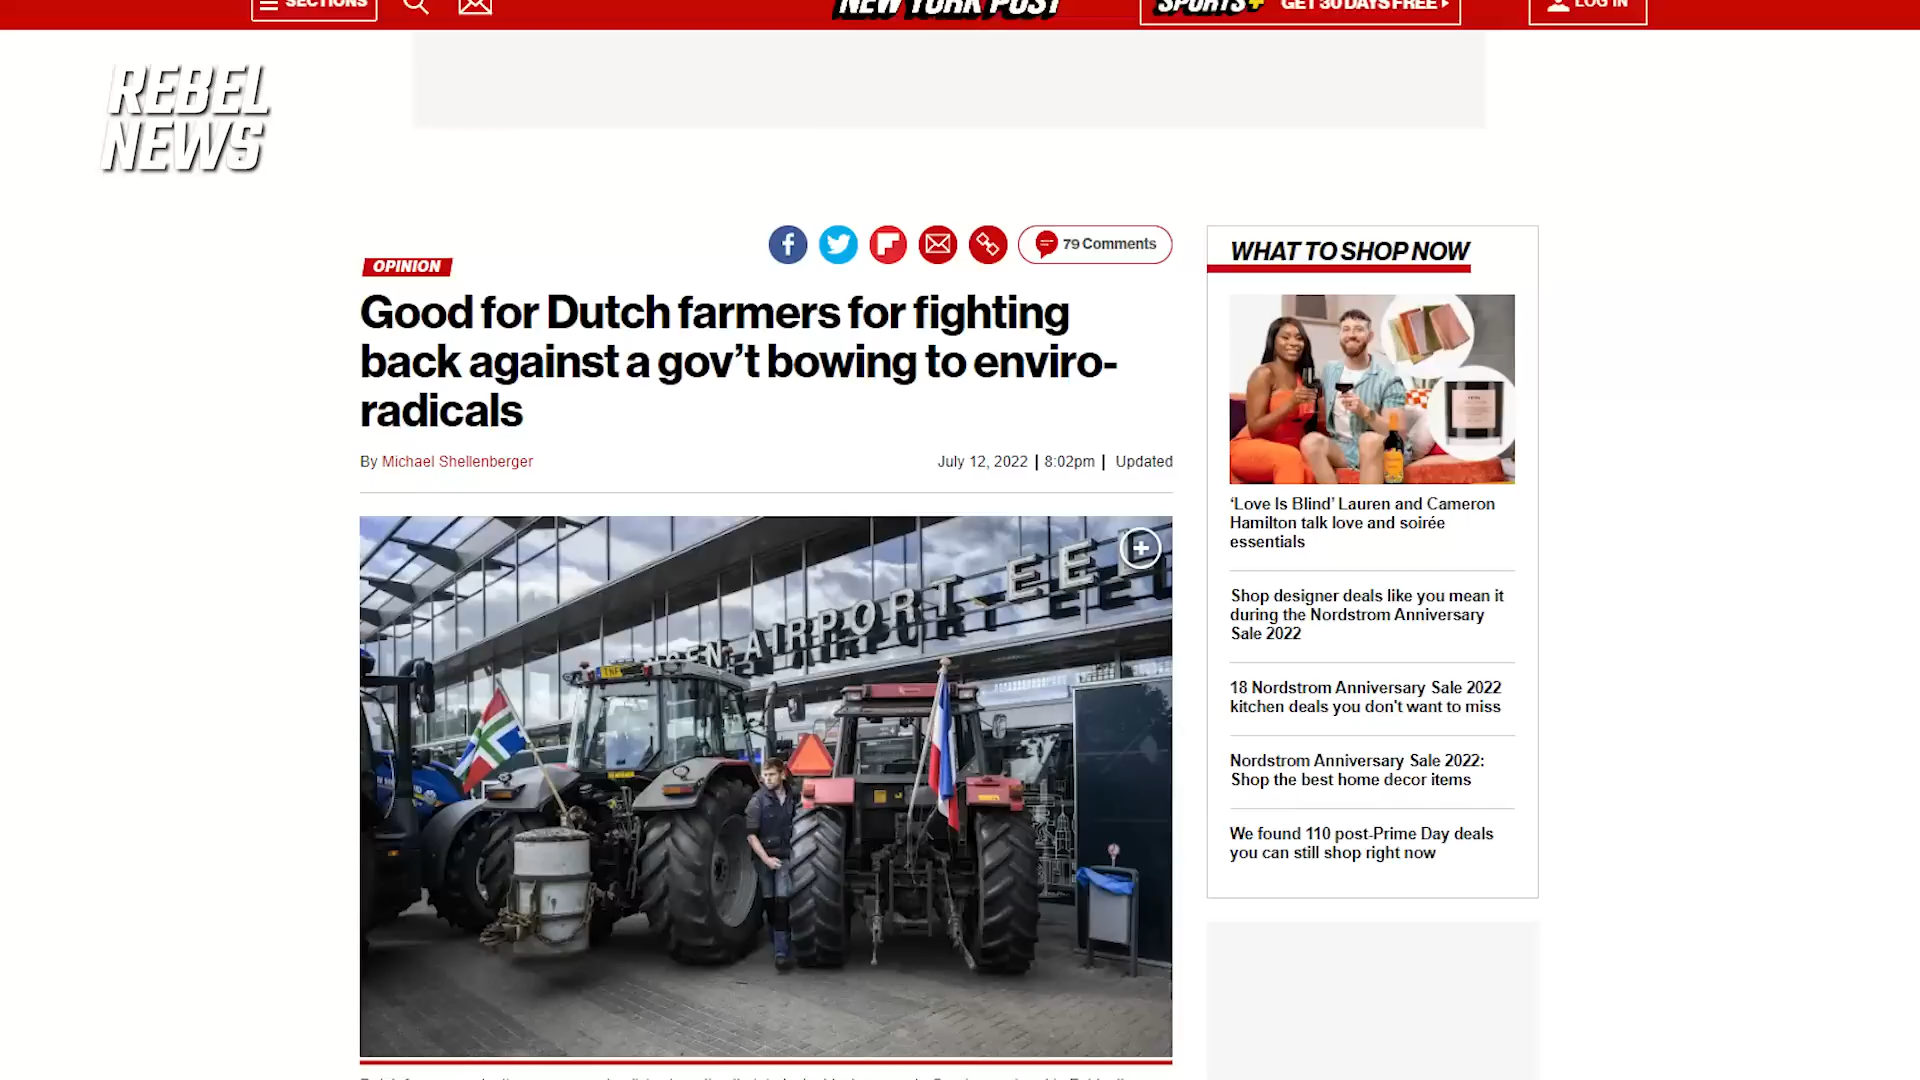 SECTIONS
NEW YORK POST
SPORTS+ GET 30 DAYS FREE
LOG IN
REBEL
NEWS
79 Comments
OPINION
Good for Dutch farmers for fighting
back against a gov’t bowing to enviro-
radicals
By Michael Shellenberger
July 12, 2022 | 8:02pm | Updated
AIRPORT EE
WHAT TO SHOP NOW
‘Love Is Blind’ Lauren and Cameron
Hamilton talk love and soirée
essentials
Shop designer deals like you mean it
during the Nordstrom Anniversary
Sale 2022
18 Nordstrom Anniversary Sale 2022
kitchen deals you don't want to miss
Nordstrom Anniversary Sale 2022:
Shop the best home decor items
We found 110 post-Prime Day deals
you can still shop right now